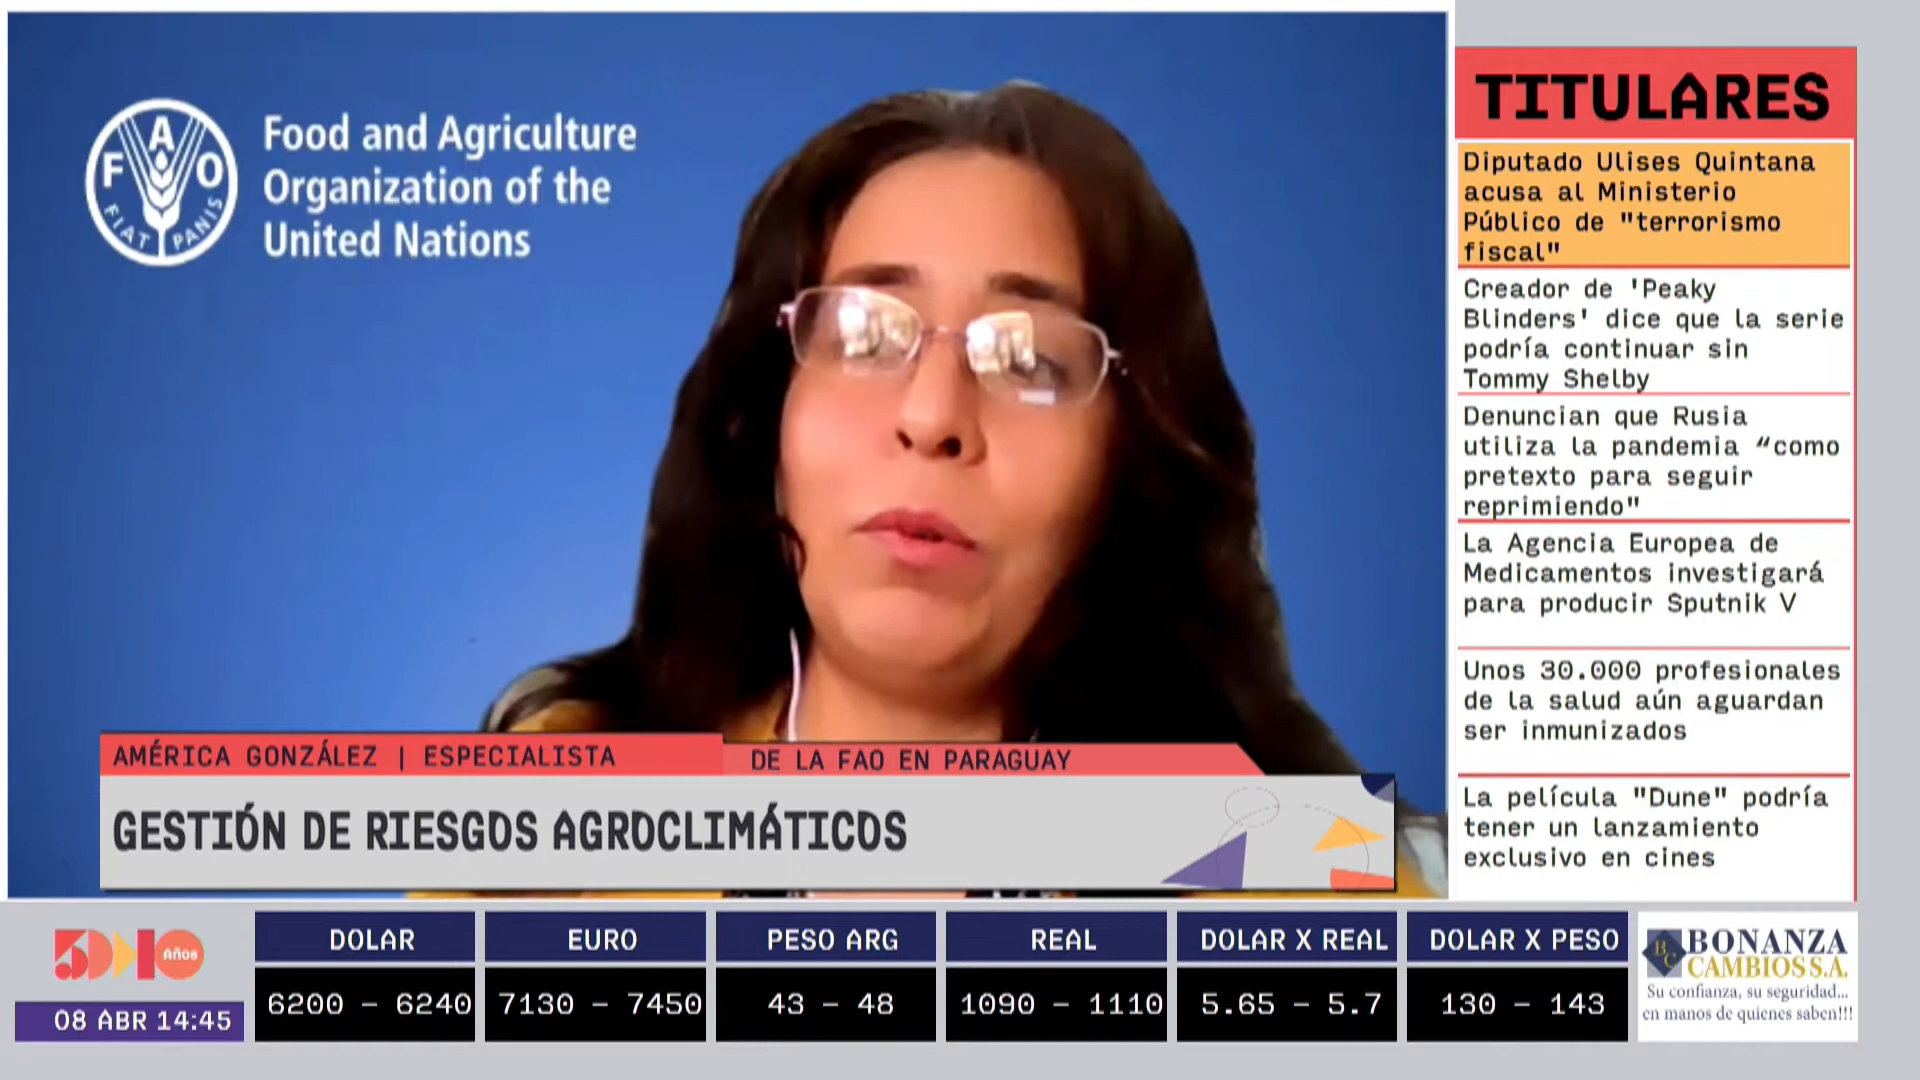 FAO
FIAT PANIS
Food and Agriculture
Organization of the
United Nations
AMÉRICA GONZÁLEZ | ESPECIALISTA DE LA FAO EN PARAGUAY
GESTIÓN DE RIESGOS AGROCLIMÁTICOS
TITULARES
Diputado Ulises Quintana
acusa al Ministerio
Público de "terrorismo
fiscal"
Creador de 'Peaky
Blinders' dice que la serie
podría continuar sin
Tommy Shelby
Denuncian que Rusia
utiliza la pandemia “como
pretexto para seguir
reprimiendo"
La Agencia Europea de
Medicamentos investigará
para producir Sputnik V
Unos 30.000 profesionales
de la salud aún aguardan
ser inmunizados
La película "Dune" podría
tener un lanzamiento
exclusivo en cines
Años
08 ABR 14:45
DOLAR
6200 – 6240
EURO
7130 – 7450
PESO ARG
43 – 48
REAL
1090 – 1110
DOLAR X REAL
5.65 – 5.7
DOLAR X PESO
130 – 143
BC
BONANZA
CAMBIOS S.A.
Su confianza, su seguridad...
en manos de quienes saben!!!